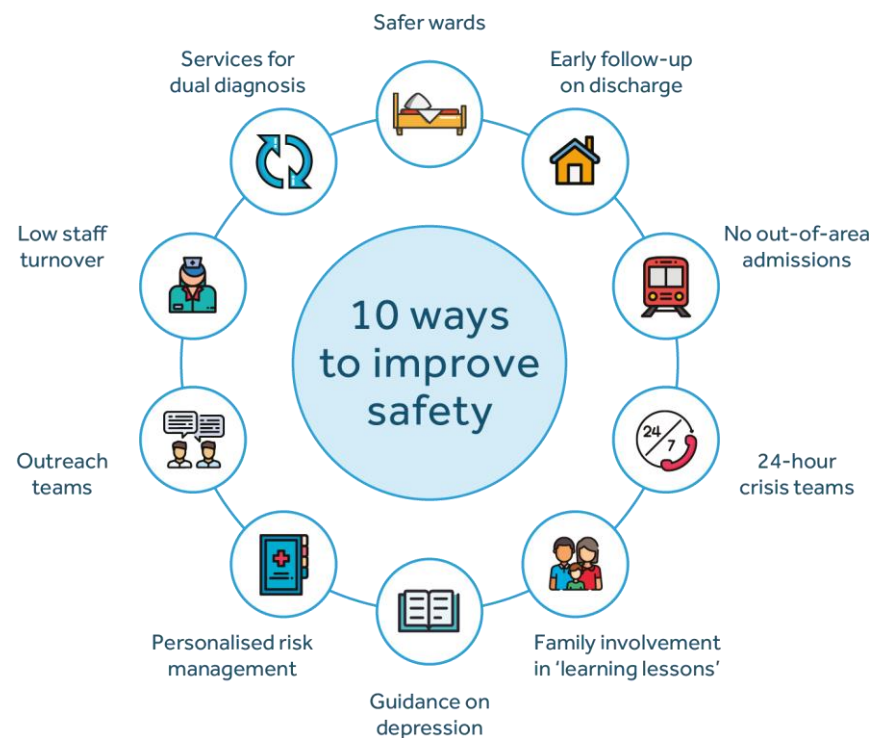 Safer wards
Early follow-up
on discharge
No out-of-area
admissions
24-hour
crisis teams
Family involvement
in ‘learning lessons’
Guidance on
depression
Personalised risk
management
Outreach
teams
Low staff
turnover
Services for
dual diagnosis
10 ways
to improve
safety
24/7